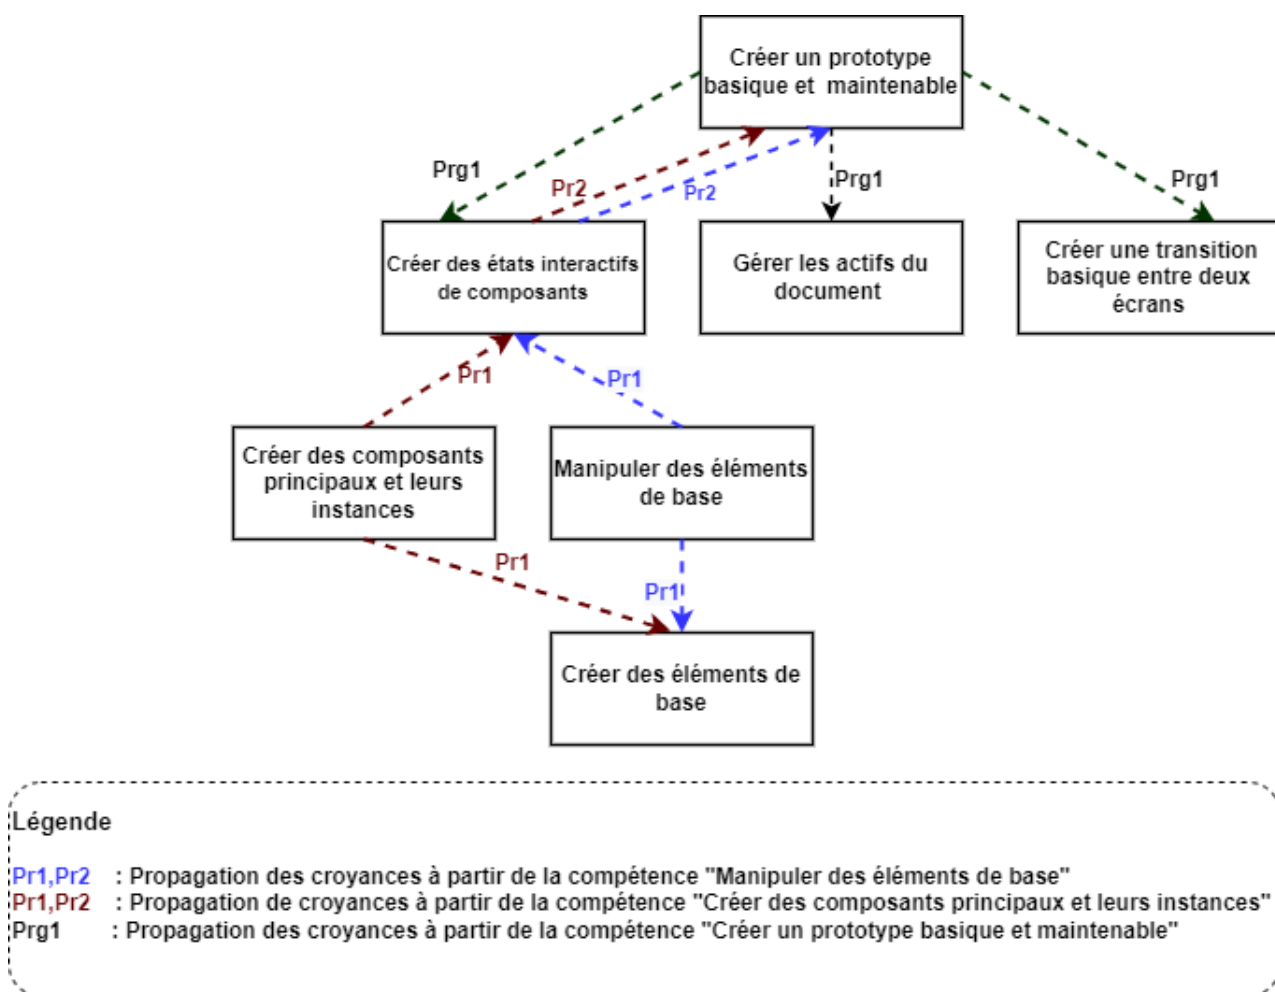 Créer un prototype
basique et maintenable
Prg1
Pr2
Pr2
Prg1
Prg1
Créer des états interactifs
de composants
Gérer les actifs du
document
Créer une transition
basique entre deux
écrans
Pr1
Pr1
Créer des composants
principaux et leurs
instances
Manipuler des éléments
de base
Pr1
Pr1
Créer des éléments de
base
Légende
Pr1,Pr2 : Propagation des croyances à partir de la compétence "Manipuler des éléments de base"
Pr1,Pr2 : Propagation de croyances à partir de la compétence "Créer des composants principaux et leurs instances"
Prg1 : Propagation des croyances à partir de la compétence "Créer un prototype basique et maintenable"